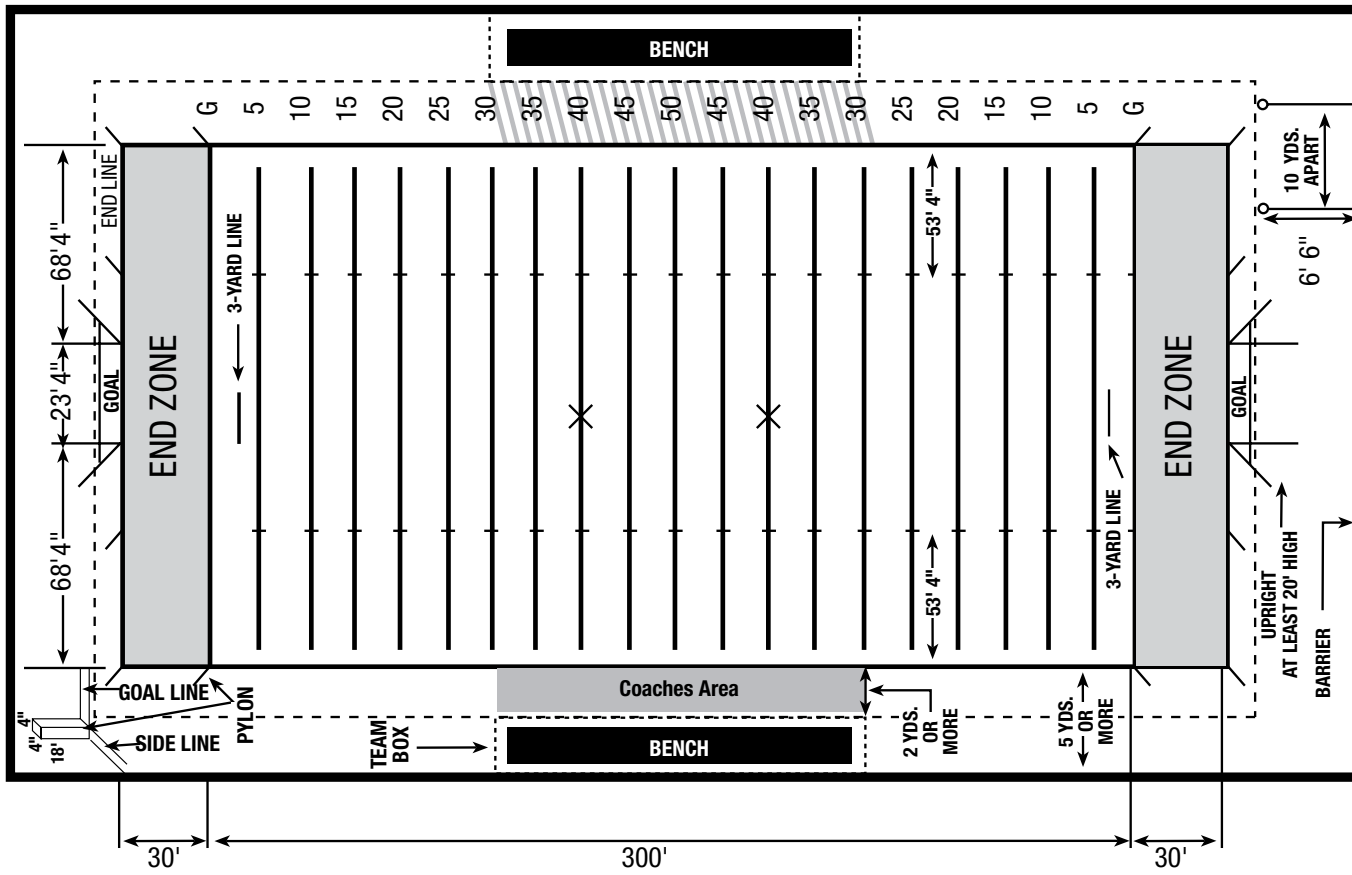 BENCH
G 5 10 15 20 25 30 35 40 45 50 45 40 35 30 25 20 15 10 5 G
10 YDS.
APART
6' 6"
END LINE
68'4"
23'4"
68'4"
GOAL
END ZONE
3-YARD LINE
53' 4"
53' 4"
3-YARD LINE
END ZONE
GOAL
UPRIGHT
AT LEAST 20' HIGH
BARRIER
GOAL LINE
4"
4"
18'
SIDE LINE
PYLON
TEAM
BOX
Coaches Area
BENCH
2 YDS.
OR
MORE
5 YDS.
OR
MORE
30'
300'
30'